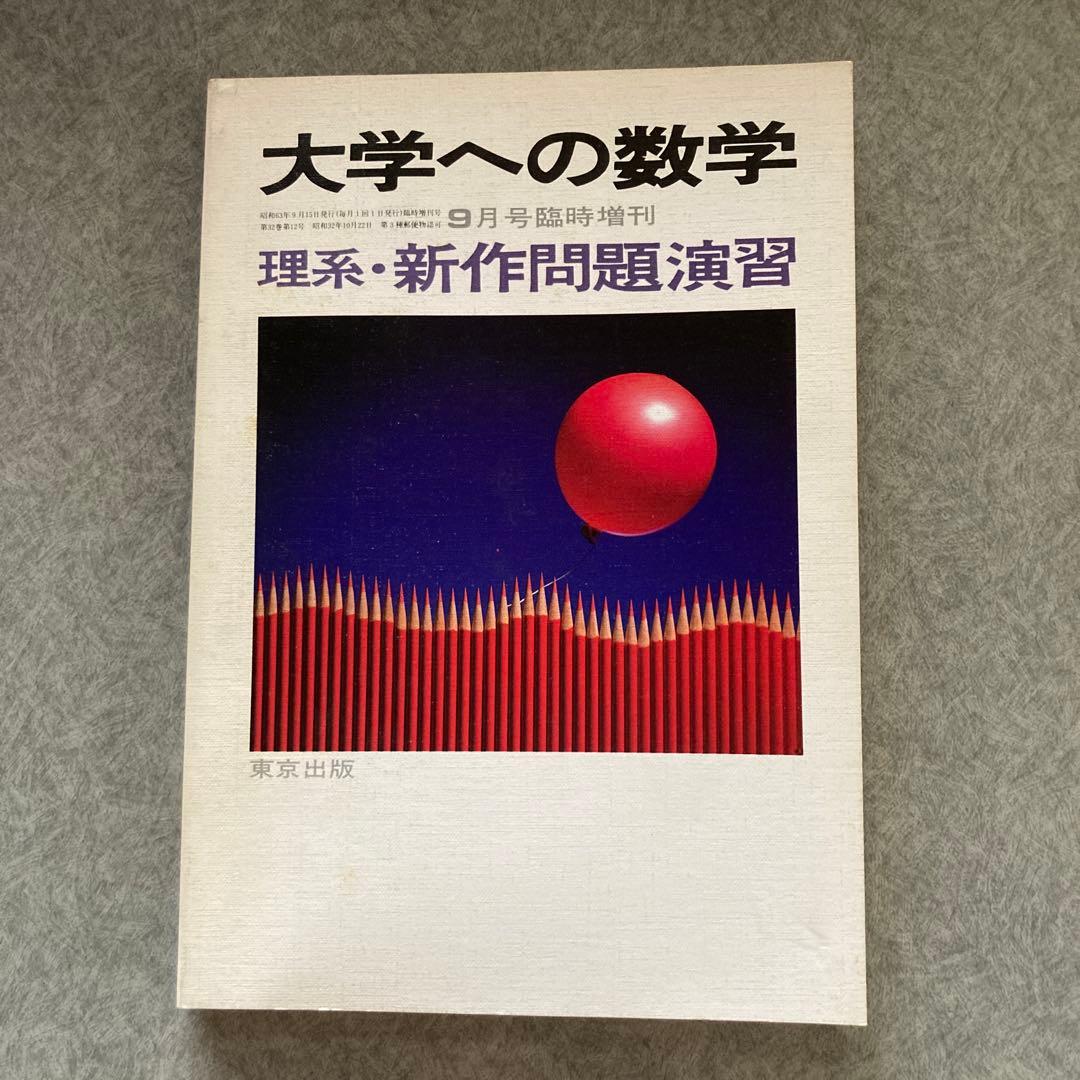 大学への数学
昭和63年9月15日発行(毎月1回1日発行)臨時増刊号
第32巻第12号 昭和32年10月22日 第3種郵便物認可
9月号臨時増刊
理系・新作問題演習
東京出版